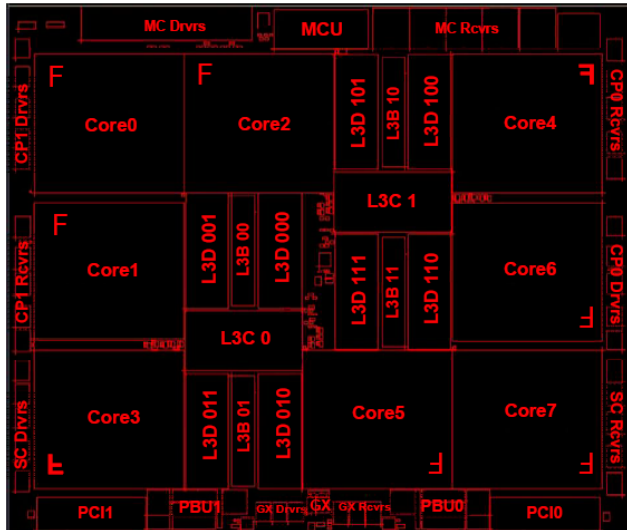 MC Drvrs
MCU
MC Rcvrs
CP1 Drvrs
F
Core0
F
Core2
L3D 101
L3B 10
L3D 100
F
Core4
CP0 Rcvrs
L3C 1
CP1 Rcvrs
F
Core1
L3D 001
L3B 00
L3D 000
L3D 111
L3B 11
L3D 110
Core6
F
CP0 Drvrs
L3C 0
SC Drvrs
Core3
F
L3D 011
L3B 01
L3D 010
Core5
F
Core7
F
SC Rcvrs
PCI1
PBU1
GX Drvrs
GX
GX Rcvrs
PBU0
PCI0